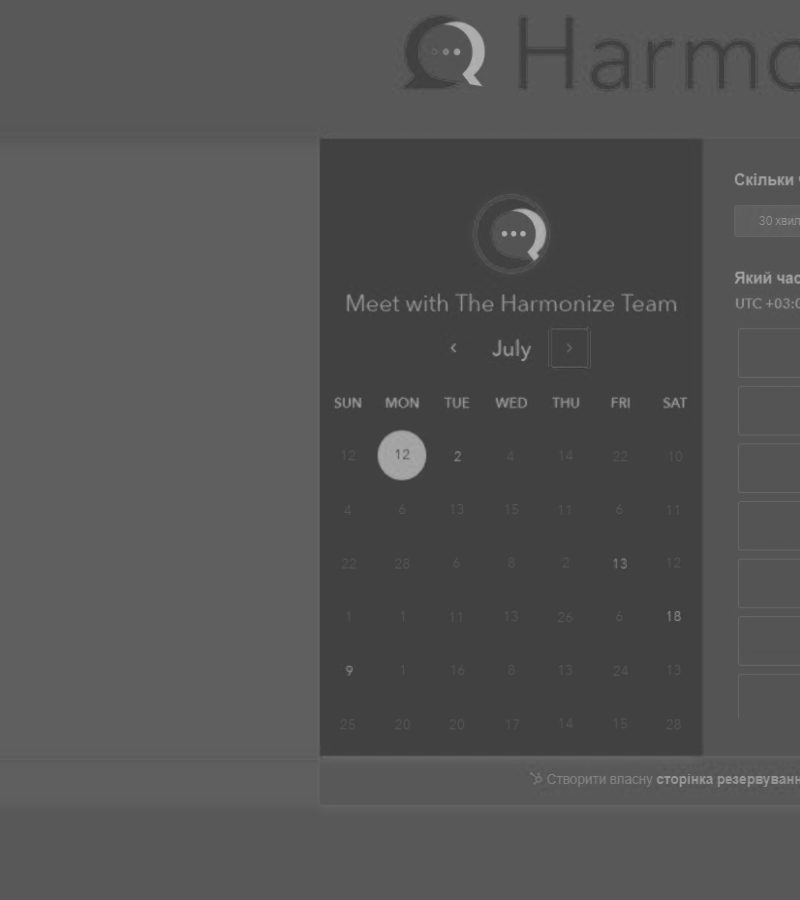 Harmo
Скільки
30 хвил
Meet with The Harmonize Team
Який час
UTC +03:0
July
SUN MON TUE WED THU FRI SAT
12 12 2 4 14 22 10
4 6 13 15 11 6 11
22 28 6 8 2 13 12
1 1 11 13 26 6 18
9 1 16 8 13 24 13
25 20 20 17 14 15 28
Створити власну сторінка резервуван